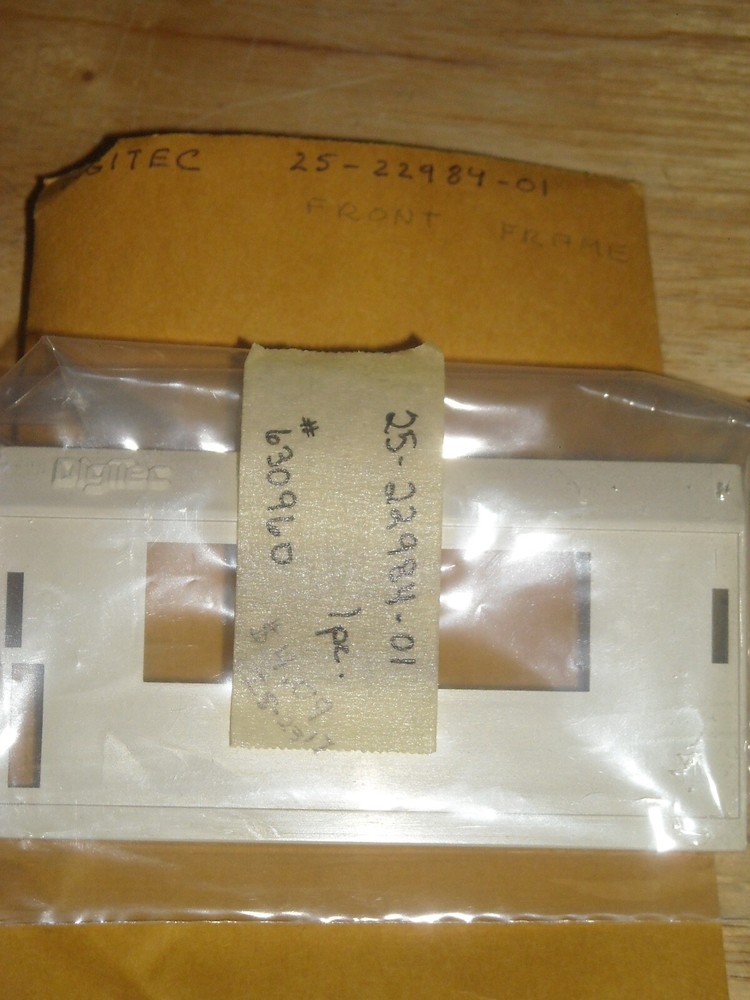 GITEC 25-22984-01
FRONT FRAME
Digitec
25-22984-01
1pc.
# 630960